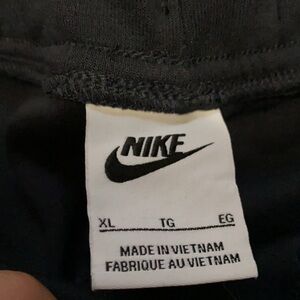 NIKE
XL TG EG
MADE IN VIETNAM
FABRIQUE AU VIETNAM